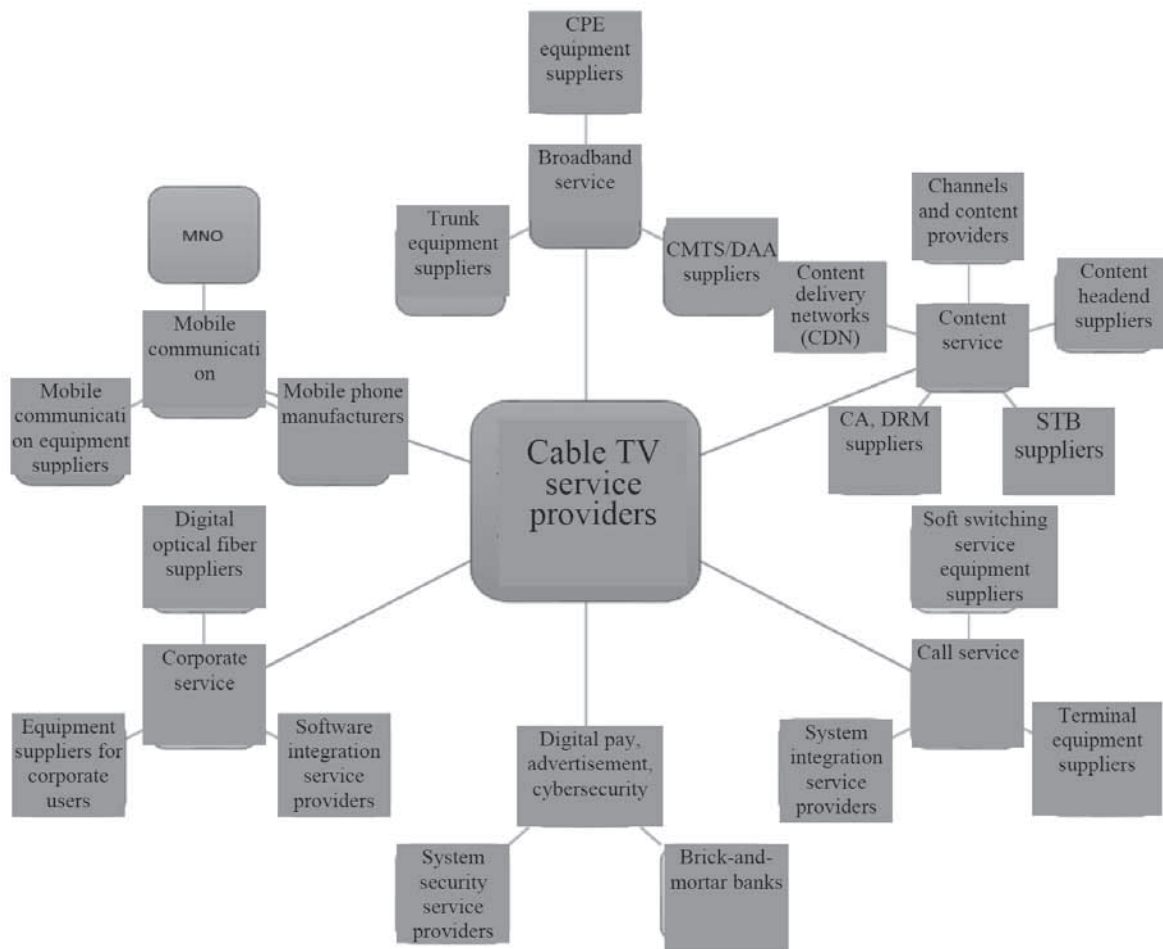 CPE
equipment
suppliers
Broadband
service
Trunk
equipment
suppliers
CMTS/DAA
suppliers
Channels
and content
providers
Content
delivery
networks
(CDN)
Content
service
Content
headend
suppliers
CA, DRM
suppliers
STB
suppliers
MNO
Mobile
communicati
on
Mobile
communicati
on equipment
suppliers
Mobile phone
manufacturers
Cable TV
service
providers
Digital
optical fiber
suppliers
Corporate
service
Equipment
suppliers for
corporate
users
Software
integration
service
providers
Digital pay,
advertisement,
cybersecurity
System
security
service
providers
Brick-and-
mortar banks
Soft switching
service
equipment
suppliers
Call service
System
integration
service
providers
Terminal
equipment
suppliers